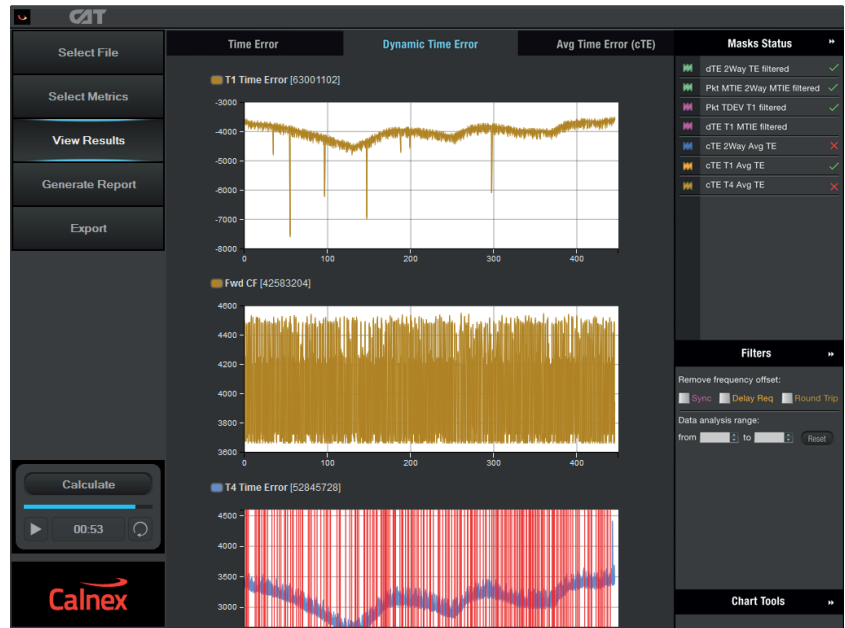 CAT
Select File
Select Metrics
View Results
Generate Report
Export
Calculate
00:53
Calnex
Time Error
Dynamic Time Error
Avg Time Error (cTE)
T1 Time Error [63001102]
-3000
-4000
-5000
-6000
-7000
-8000
0 100 200 300 400
Fwd CF [42583204]
4600
4400
4200
4000
3800
3600
0 100 200 300 400
T4 Time Error [52845728]
4500
4000
3500
3000
Masks Status
dTE 2Way TE filtered
Pkt MTIE 2Way MTIE filtered
Pkt TDEV T1 filtered
dTE T1 MTIE filtered
cTE 2Way Avg TE
cTE T1 Avg TE
cTE T4 Avg TE
Filters
Remove frequency offset:
Sync Delay Req Round Trip
Data analysis range:
from to Reset
Chart Tools